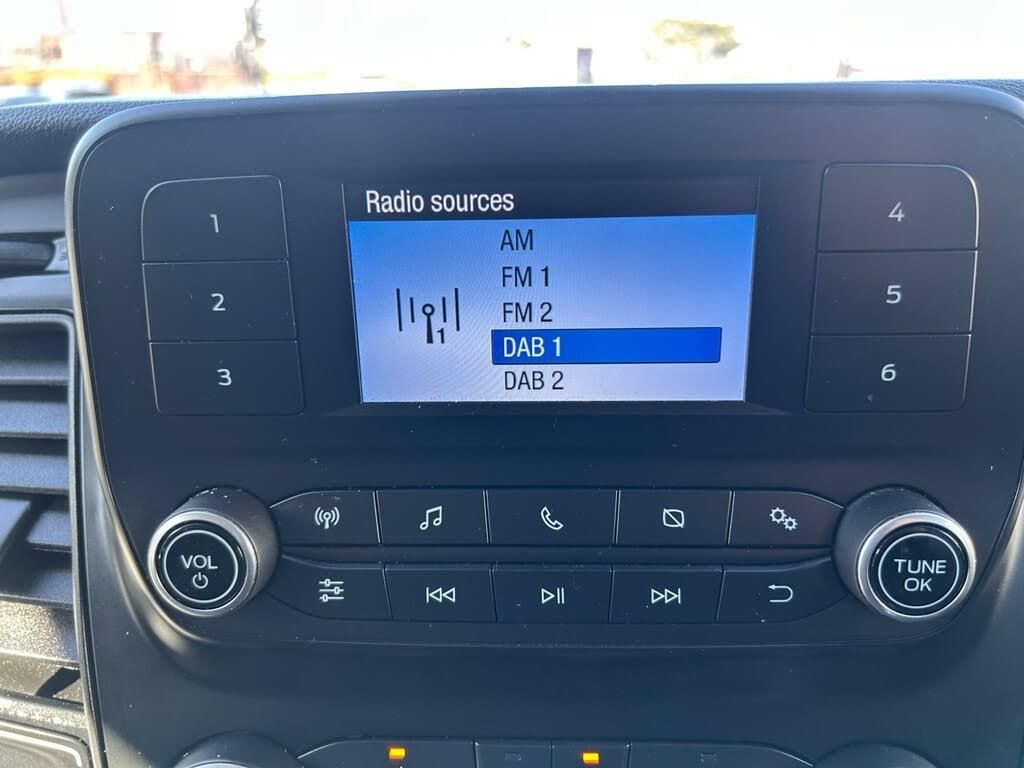 Radio sources
AM
FM 1
FM 2
DAB 1
DAB 2
1
1
2
3
4
5
6
VOL
TUNE
OK